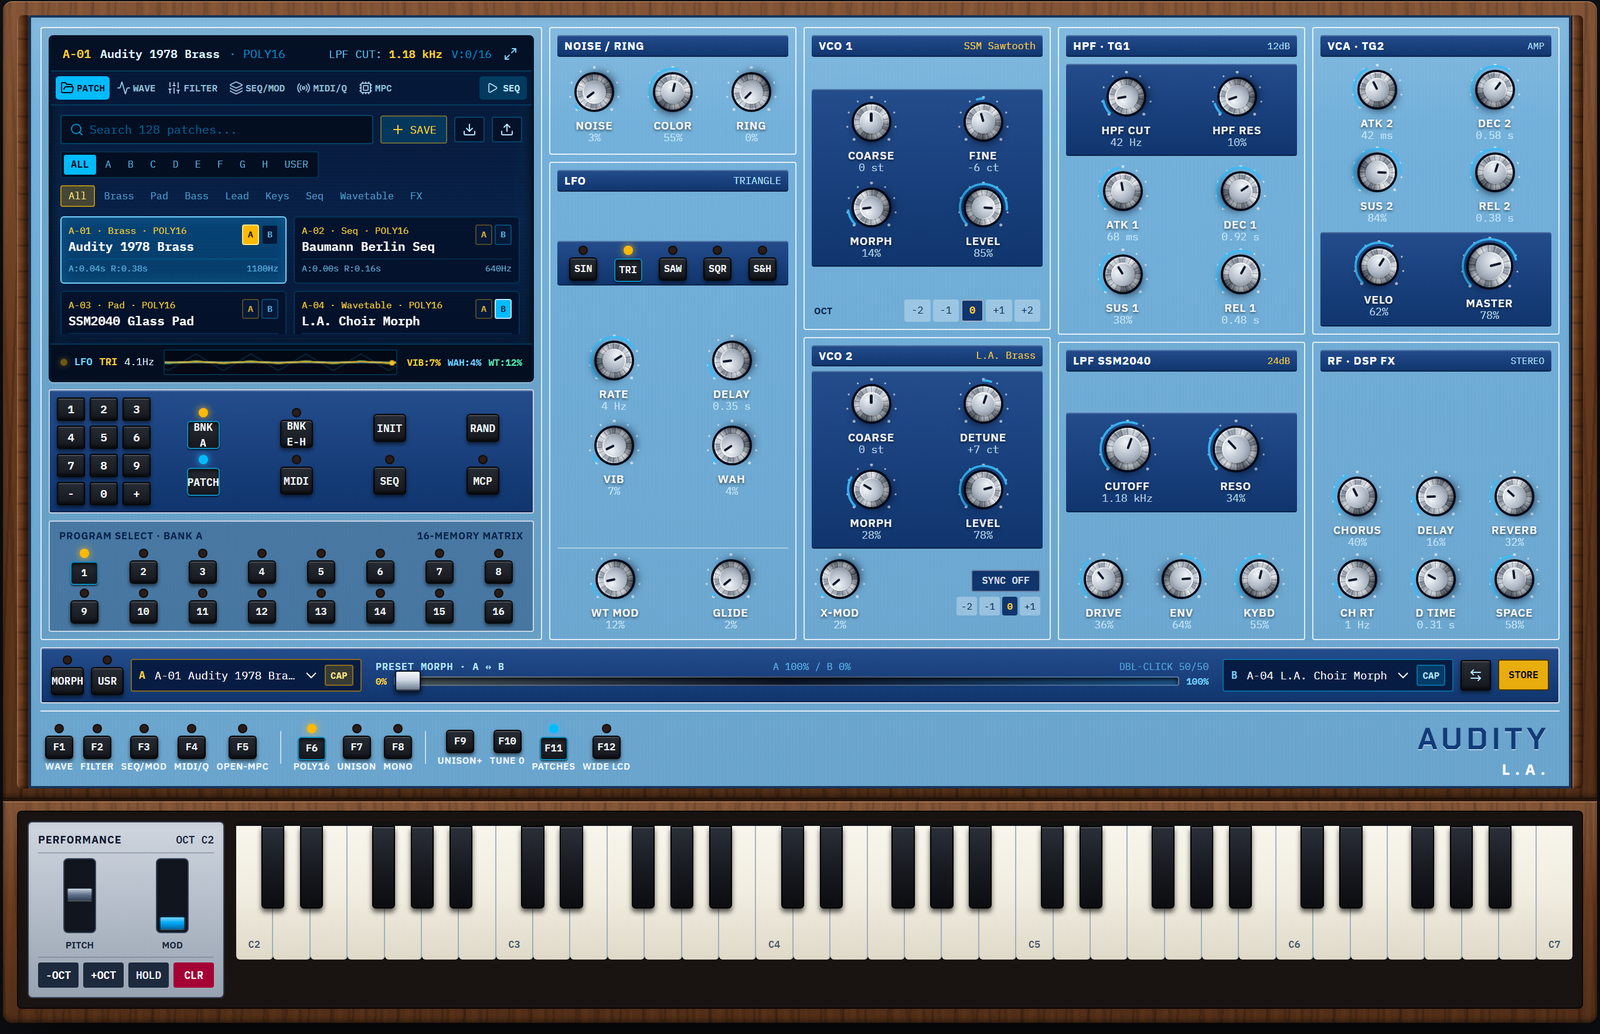 A-01 Audity 1978 Brass · POLY16 LPF CUT: 1.18 kHz V:0/16
PATCH WAVE FILTER SEQ/MOD MIDI/Q MPC SEQ
Search 128 patches... + SAVE
ALL A B C D E F G H USER
All Brass Pad Bass Lead Keys Seq Wavetable FX
A-01 · Brass · POLY16 A B
Audity 1978 Brass
A:0.04s R:0.38s 1180Hz
A-02 · Seq · POLY16 A B
Baumann Berlin Seq
A:0.00s R:0.16s 640Hz
A-03 · Pad · POLY16 A B
SSM2040 Glass Pad
A-04 · Wavetable · POLY16 A B
L.A. Choir Morph
LFO TRI 4.1Hz VIB:7% WAH:4% WT:12%
1 2 3
4 5 6
7 8 9
- 0 +
BNK A
BNK E-H
INIT
RAND
PATCH
MIDI
SEQ
MCP
PROGRAM SELECT · BANK A 16-MEMORY MATRIX
1 2 3 4 5 6 7 8
9 10 11 12 13 14 15 16
NOISE / RING
NOISE COLOR RING
3% 55% 0%
LFO TRIANGLE
SIN TRI SAW SQR S&H
RATE DELAY
4 Hz 0.35 s
VIB WAH
7% 4%
WT MOD GLIDE
12% 2%
VCO 1 SSM Sawtooth
COARSE FINE
0 st -6 ct
MORPH LEVEL
14% 85%
OCT -2 -1 0 +1 +2
VCO 2 L.A. Brass
COARSE DETUNE
0 st +7 ct
MORPH LEVEL
28% 78%
SYNC OFF
-2 -1 0 +1
X-MOD
2%
HPF · TG1 12dB
HPF CUT HPF RES
42 Hz 10%
ATK 1 DEC 1
68 ms 0.92 s
SUS 1 REL 1
38% 0.48 s
LPF SSM2040 24dB
CUTOFF RESO
1.18 kHz 34%
DRIVE ENV KYBD
36% 64% 55%
VCA · TG2 AMP
ATK 2 DEC 2
42 ms 0.58 s
SUS 2 REL 2
84% 0.38 s
VELO MASTER
62% 78%
RF · DSP FX STEREO
CHORUS DELAY REVERB
40% 16% 32%
CH RT D TIME SPACE
1 Hz 0.31 s 58%
MORPH USR A A-01 Audity 1978 Bra... CAP
PRESET MORPH · A ↔ B A 100% / B 0% DBL-CLICK 50/50
0% 100%
B A-04 L.A. Choir Morph CAP STORE
F1 F2 F3 F4 F5 F6 F7 F8 F9 F10 F11 F12
WAVE FILTER SEQ/MOD MIDI/Q OPEN-MPC POLY16 UNISON MONO UNISON+ TUNE 0 PATCHES WIDE LCD
AUDITY
L.A.
PERFORMANCE OCT C2
PITCH MOD
-OCT +OCT HOLD CLR
C2 C3 C4 C5 C6 C7